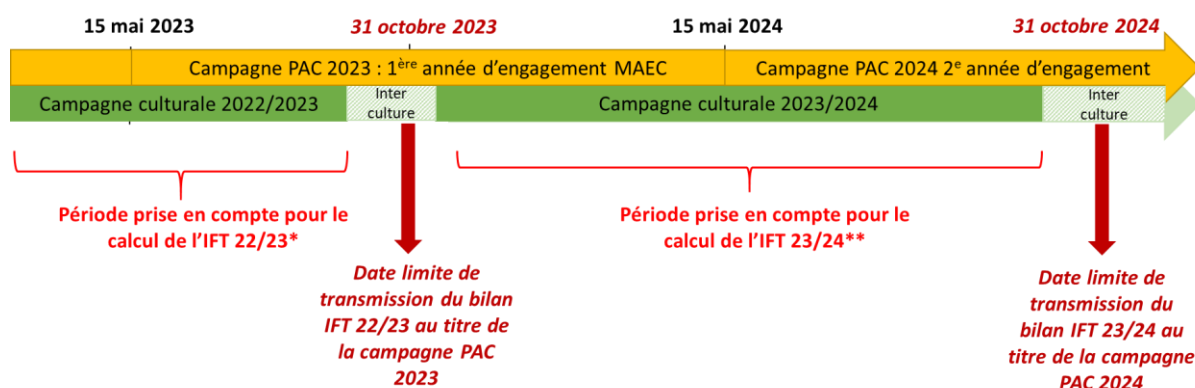 15 mai 2023
31 octobre 2023
15 mai 2024
31 octobre 2024
Campagne PAC 2023 : 1ère année d’engagement MAEC
Campagne PAC 2024 2e année d’engagement
Campagne culturale 2022/2023
Inter
culture
Campagne culturale 2023/2024
Inter
culture
Période prise en compte pour le
calcul de l’IFT 22/23*
Période prise en compte pour le
calcul de l’IFT 23/24**
Date limite de
transmission du bilan
IFT 22/23 au titre de
la campagne PAC
2023
Date limite de
transmission du
bilan IFT 23/24 au
titre de la campagne
PAC 2024